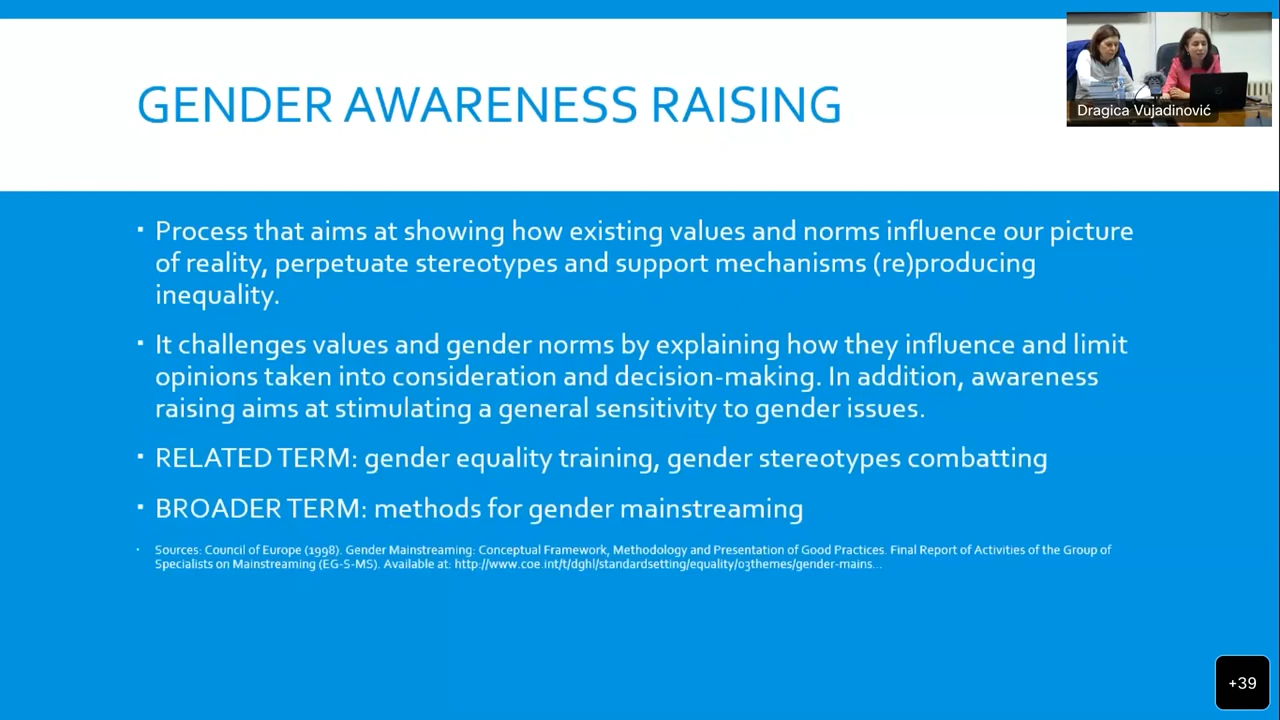 GENDER AWARENESS RAISING
Dragica Vujadinović
▪ Process that aims at showing how existing values and norms influence our picture
of reality, perpetuate stereotypes and support mechanisms (re)producing
inequality.
▪ It challenges values and gender norms by explaining how they influence and limit
opinions taken into consideration and decision-making. In addition, awareness
raising aims at stimulating a general sensitivity to gender issues.
▪ RELATED TERM: gender equality training, gender stereotypes combatting
▪ BROADER TERM: methods for gender mainstreaming
▪ Sources: Council of Europe (1998). Gender Mainstreaming: Conceptual Framework, Methodology and Presentation of Good Practices. Final Report of Activities of the Group of
Specialists on Mainstreaming (EG-S-MS). Available at: http://www.coe.int/t/dghl/standardsetting/equality/03themes/gender-mains...
+39